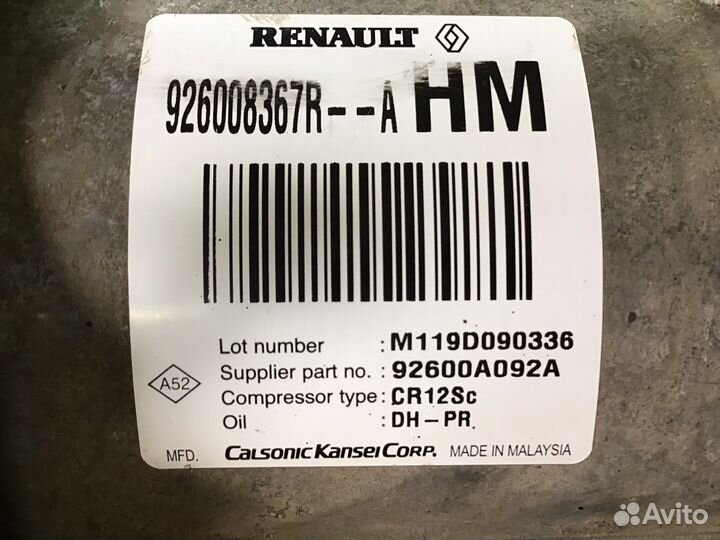 RENAULT
926008367R--A HM
Lot number : M119D090336
Supplier part no. : 92600A092A
Compressor type : CR12Sc
Oil : DH-PR
A52
MFD. CALSONIC KANSEI CORP. MADE IN MALAYSIA
Avito